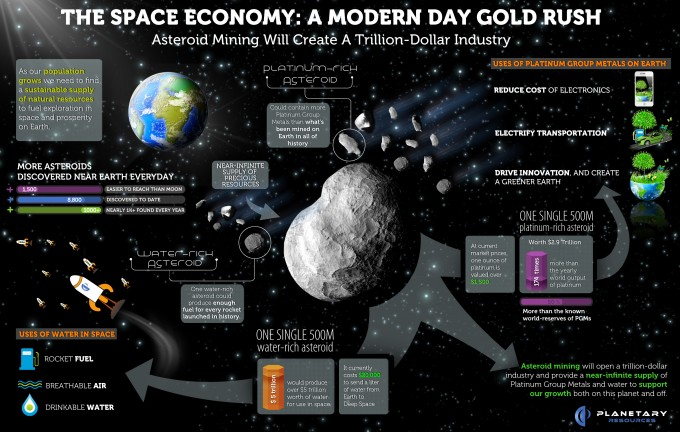 THE SPACE ECONOMY: A MODERN DAY GOLD RUSH
Asteroid Mining Will Create A Trillion-Dollar Industry
As our population
grows we need to find
a sustainable supply
of natural resources
to fuel exploration in
space and prosperity
on Earth.
PLATINUM-RICH
ASTEROID
Could contain more
Platinum Group
Metals than what's
been mined on
Earth in all of
history
USES OF PLATINUM GROUP METALS ON EARTH
REDUCE COST OF ELECTRONICS
ELECTRIFY TRANSPORTATION
DRIVE INNOVATION, AND CREATE
A GREENER EARTH
MORE ASTEROIDS
DISCOVERED NEAR EARTH EVERYDAY
+ 1,500 EASIER TO REACH THAN MOON
+ 8,800 DISCOVERED TO DATE
+ 1000+ NEARLY 1K+ FOUND EVERY YEAR
NEAR-INFINITE
SUPPLY OF
PRECIOUS
RESOURCES
WATER-RICH
ASTEROID
One water-rich
asteroid could
produce enough
fuel for every rocket
launched in history.
ONE SINGLE 500M
platinum-rich asteroid
At current
market prices,
one ounce of
platinum is
valued over
$1,500
Worth $2.9 Trillion
174 times
more than
the yearly
world output
of platinum
More than the known
world-reserves of PGMs
USES OF WATER IN SPACE
ROCKET FUEL
BREATHABLE AIR
DRINKABLE WATER
ONE SINGLE 500M
water-rich asteroid
$ 5 trillion
would produce
over $5 trillion
worth of water
for use in space
It currently
costs $20,000
to send a liter
of water from
Earth to
Deep Space
Asteroid mining will open a trillion-dollar
industry and provide a near-infinite supply of
Platinum Group Metals and water to support
our growth both on this planet and off.
PLANETARY
RESOURCES